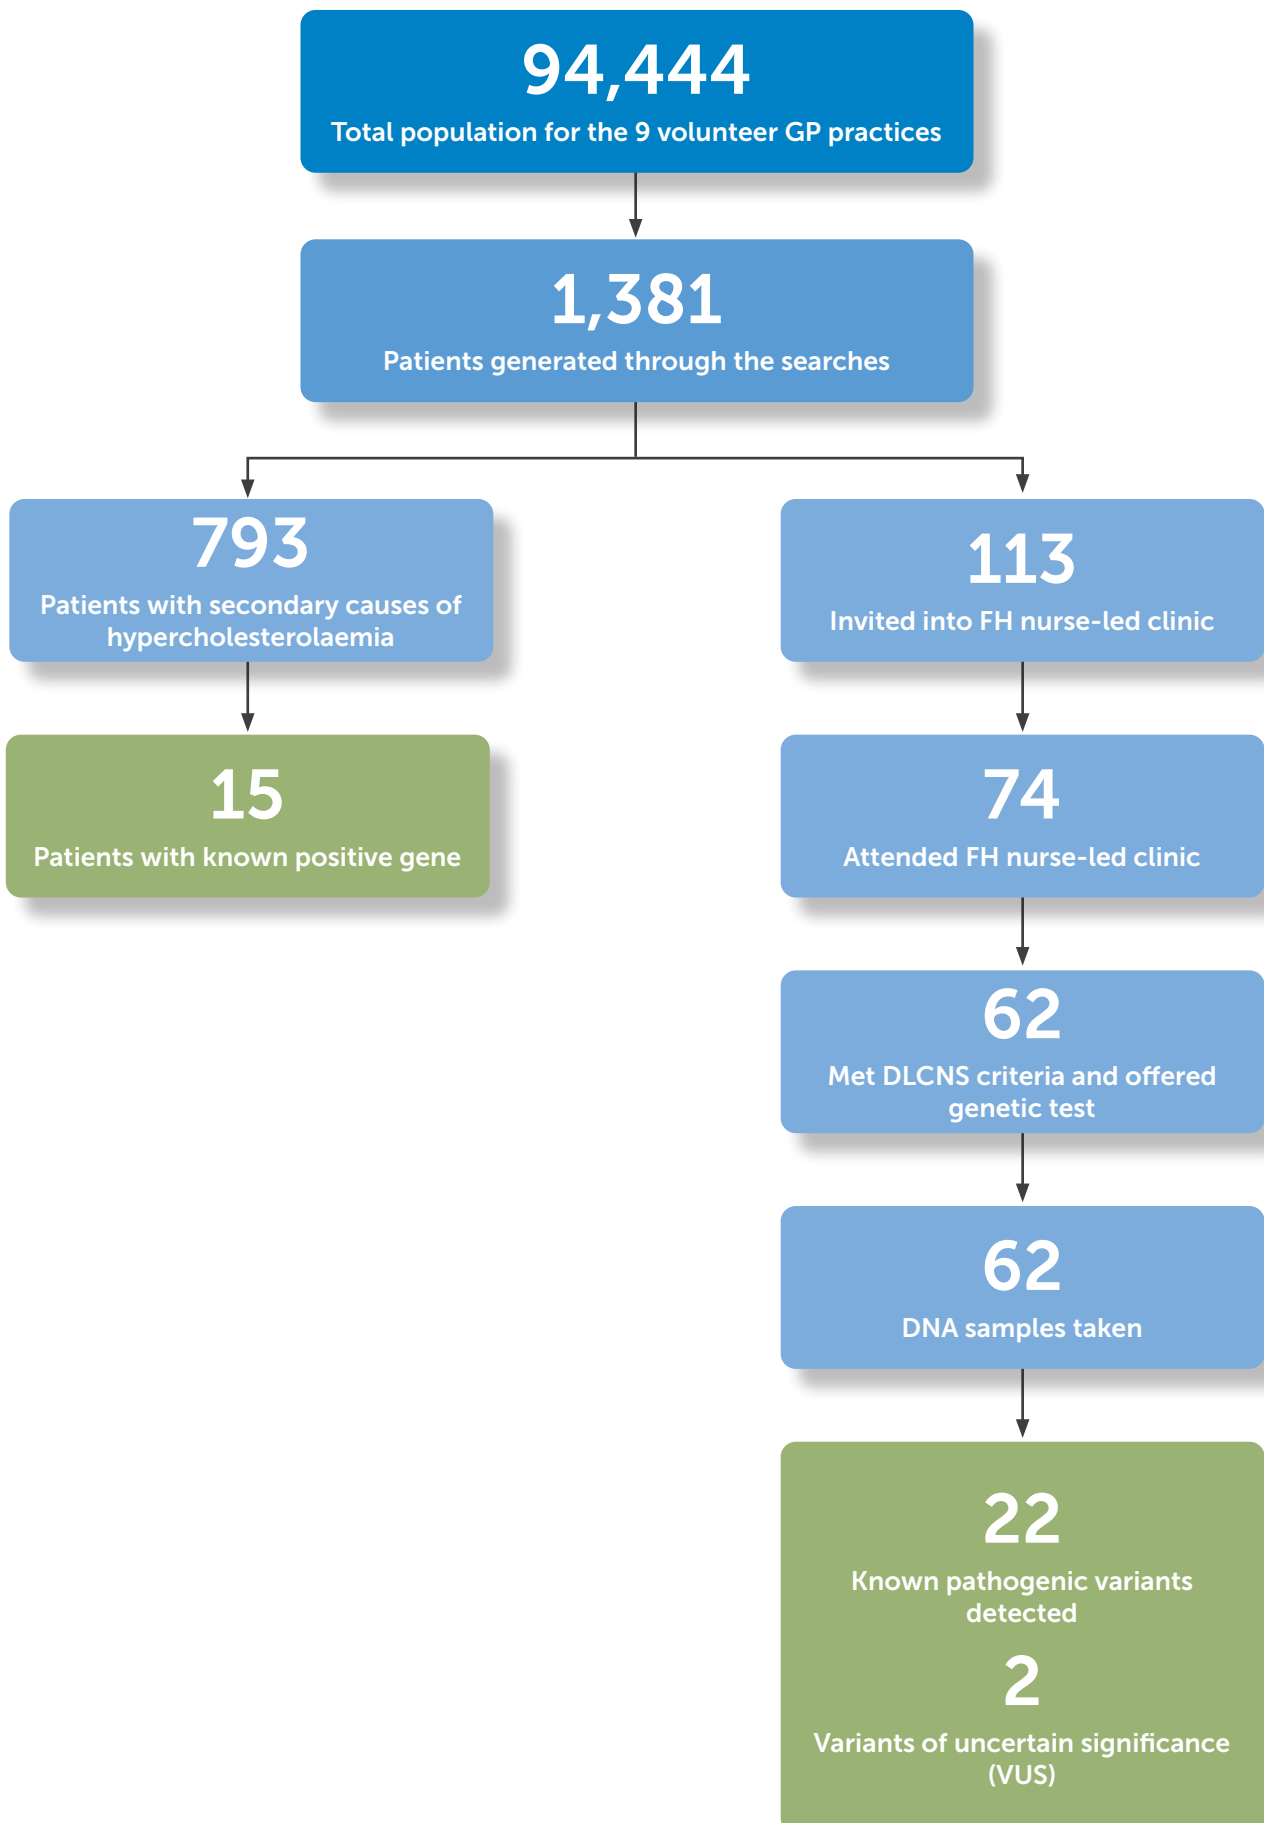 94,444
Total population for the 9 volunteer GP practices
1,381
Patients generated through the searches
793
Patients with secondary causes of
hypercholesterolaemia
15
Patients with known positive gene
113
Invited into FH nurse-led clinic
74
Attended FH nurse-led clinic
62
Met DLCNS criteria and offered
genetic test
62
DNA samples taken
22
Known pathogenic variants
detected
2
Variants of uncertain significance
(VUS)